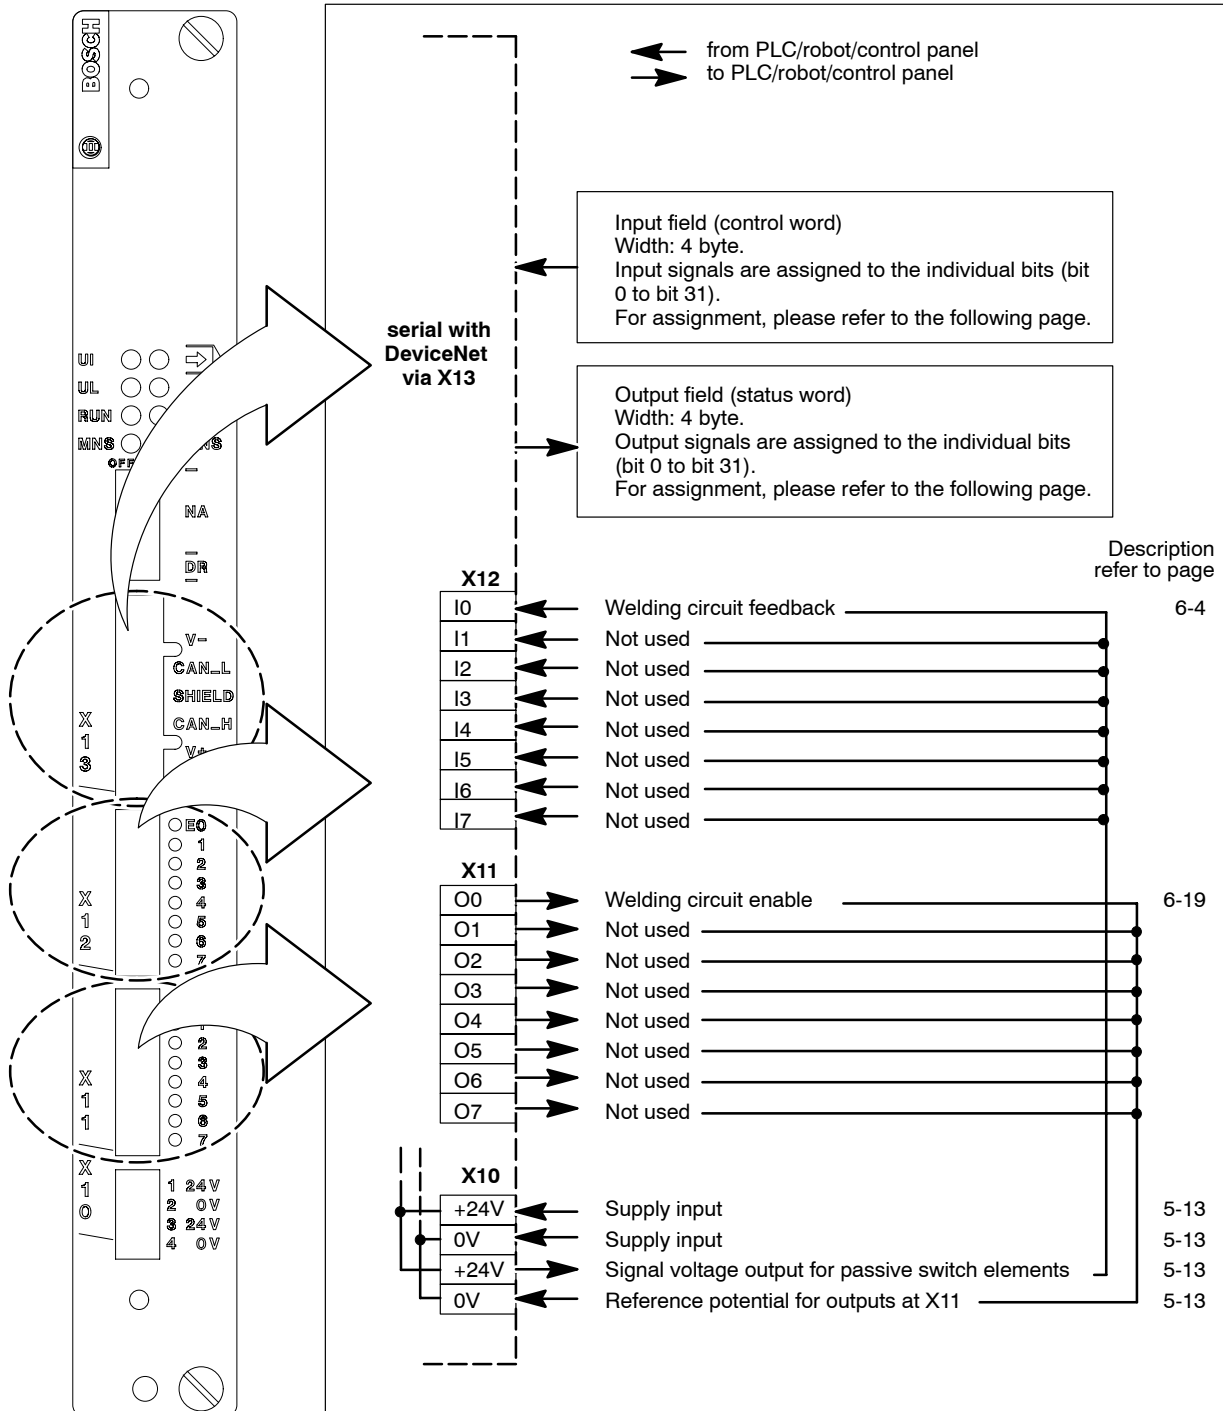 BOSCH
from PLC/robot/control panel
to PLC/robot/control panel
Input field (control word)
Width: 4 byte.
Input signals are assigned to the individual bits (bit
0 to bit 31).
For assignment, please refer to the following page.
serial with
DeviceNet
via X13
Output field (status word)
Width: 4 byte.
Output signals are assigned to the individual bits
(bit 0 to bit 31).
For assignment, please refer to the following page.
UI
UL
RUN
MNS
OFF
NA
DR
V-
CAN_L
SHIELD
CAN_H
V+
X13
E0
1
2
3
4
5
6
7
X12
1
2
3
4
5
6
7
X11
X10
1 24V
2 0V
3 24V
4 0V
Description
refer to page
X12
I0 Welding circuit feedback 6-4
I1 Not used
I2 Not used
I3 Not used
I4 Not used
I5 Not used
I6 Not used
I7 Not used
X11
O0 Welding circuit enable 6-19
O1 Not used
O2 Not used
O3 Not used
O4 Not used
O5 Not used
O6 Not used
O7 Not used
X10
+24V Supply input 5-13
0V Supply input 5-13
+24V Signal voltage output for passive switch elements 5-13
0V Reference potential for outputs at X11 5-13